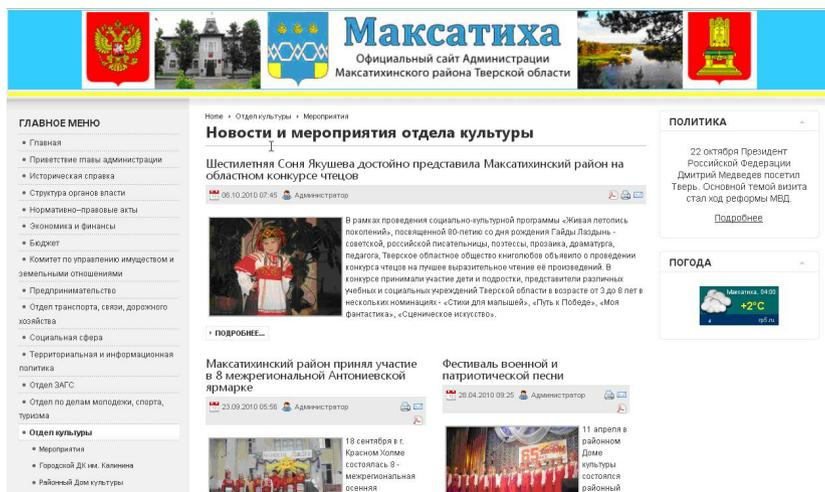 Максатиха
Официальный сайт Администрации
Максатихинского района Тверской области
ГЛАВНОЕ МЕНЮ
Главная
Приветствие главы администрации
Историческая справка
Структура органов власти
Нормативно-правовые акты
Экономика и финансы
Бюджет
Комитет по управлению имуществом и
земельными отношениями
Предпринимательство
Отдел транспорта, связи, дорожного
хозяйства
Социальная сфера
Территориальная и информационная
политика
Отдел ЗАГС
Отдел по делам молодежи, спорта,
туризма
Отдел культуры
Мероприятия
Городской ДК им. Калинина
Районный Дом культуры
Home Отдел культуры Мероприятия
Новости и мероприятия отдела культуры
Шестилетняя Соня Якушева достойно представила Максатихинский район на
областном конкурсе чтецов
06.10.2010 07:45 Администратор
В рамках проведения социально-культурной программы «Живая летопись
поколений», посвященной 80-летию со дня рождения Гайды Лаздынь -
советской, российской писательницы, поэтессы, прозаика, драматурга,
педагога, Тверское областное общество книголюбов объявило о проведении
конкурса чтецов на лучшее выразительное чтение её произведений. В
конкурсе принимали участие дети и подростки, представители различных
учебных и социальных учреждений Тверской области в возрасте от 3 до 8 лет в
нескольких номинациях - «Стихи для малышей», «Путь к Победе», «Моя
фантастика», «Сценическое искусство».
ПОДРОБНЕЕ...
Максатихинский район принял участие
в 8 межрегиональной Антониевской
ярмарке
23.09.2010 05:56 Администратор
18 сентября в г.
Красном Холме
состоялась 8 -
межрегиональная
осенняя
Фестиваль военной и
патриотической песни
28.04.2010 09:25 Администратор
65
11 апреля в
районном
Доме
культуры
состоялся
районный
ПОЛИТИКА
22 октября Президент
Российской Федерации
Дмитрий Медведев посетил
Тверь. Основной темой визита
стал ход реформы МВД.
Подробнее
ПОГОДА
Максатиха, 04:00
+2°C
rp5.ru